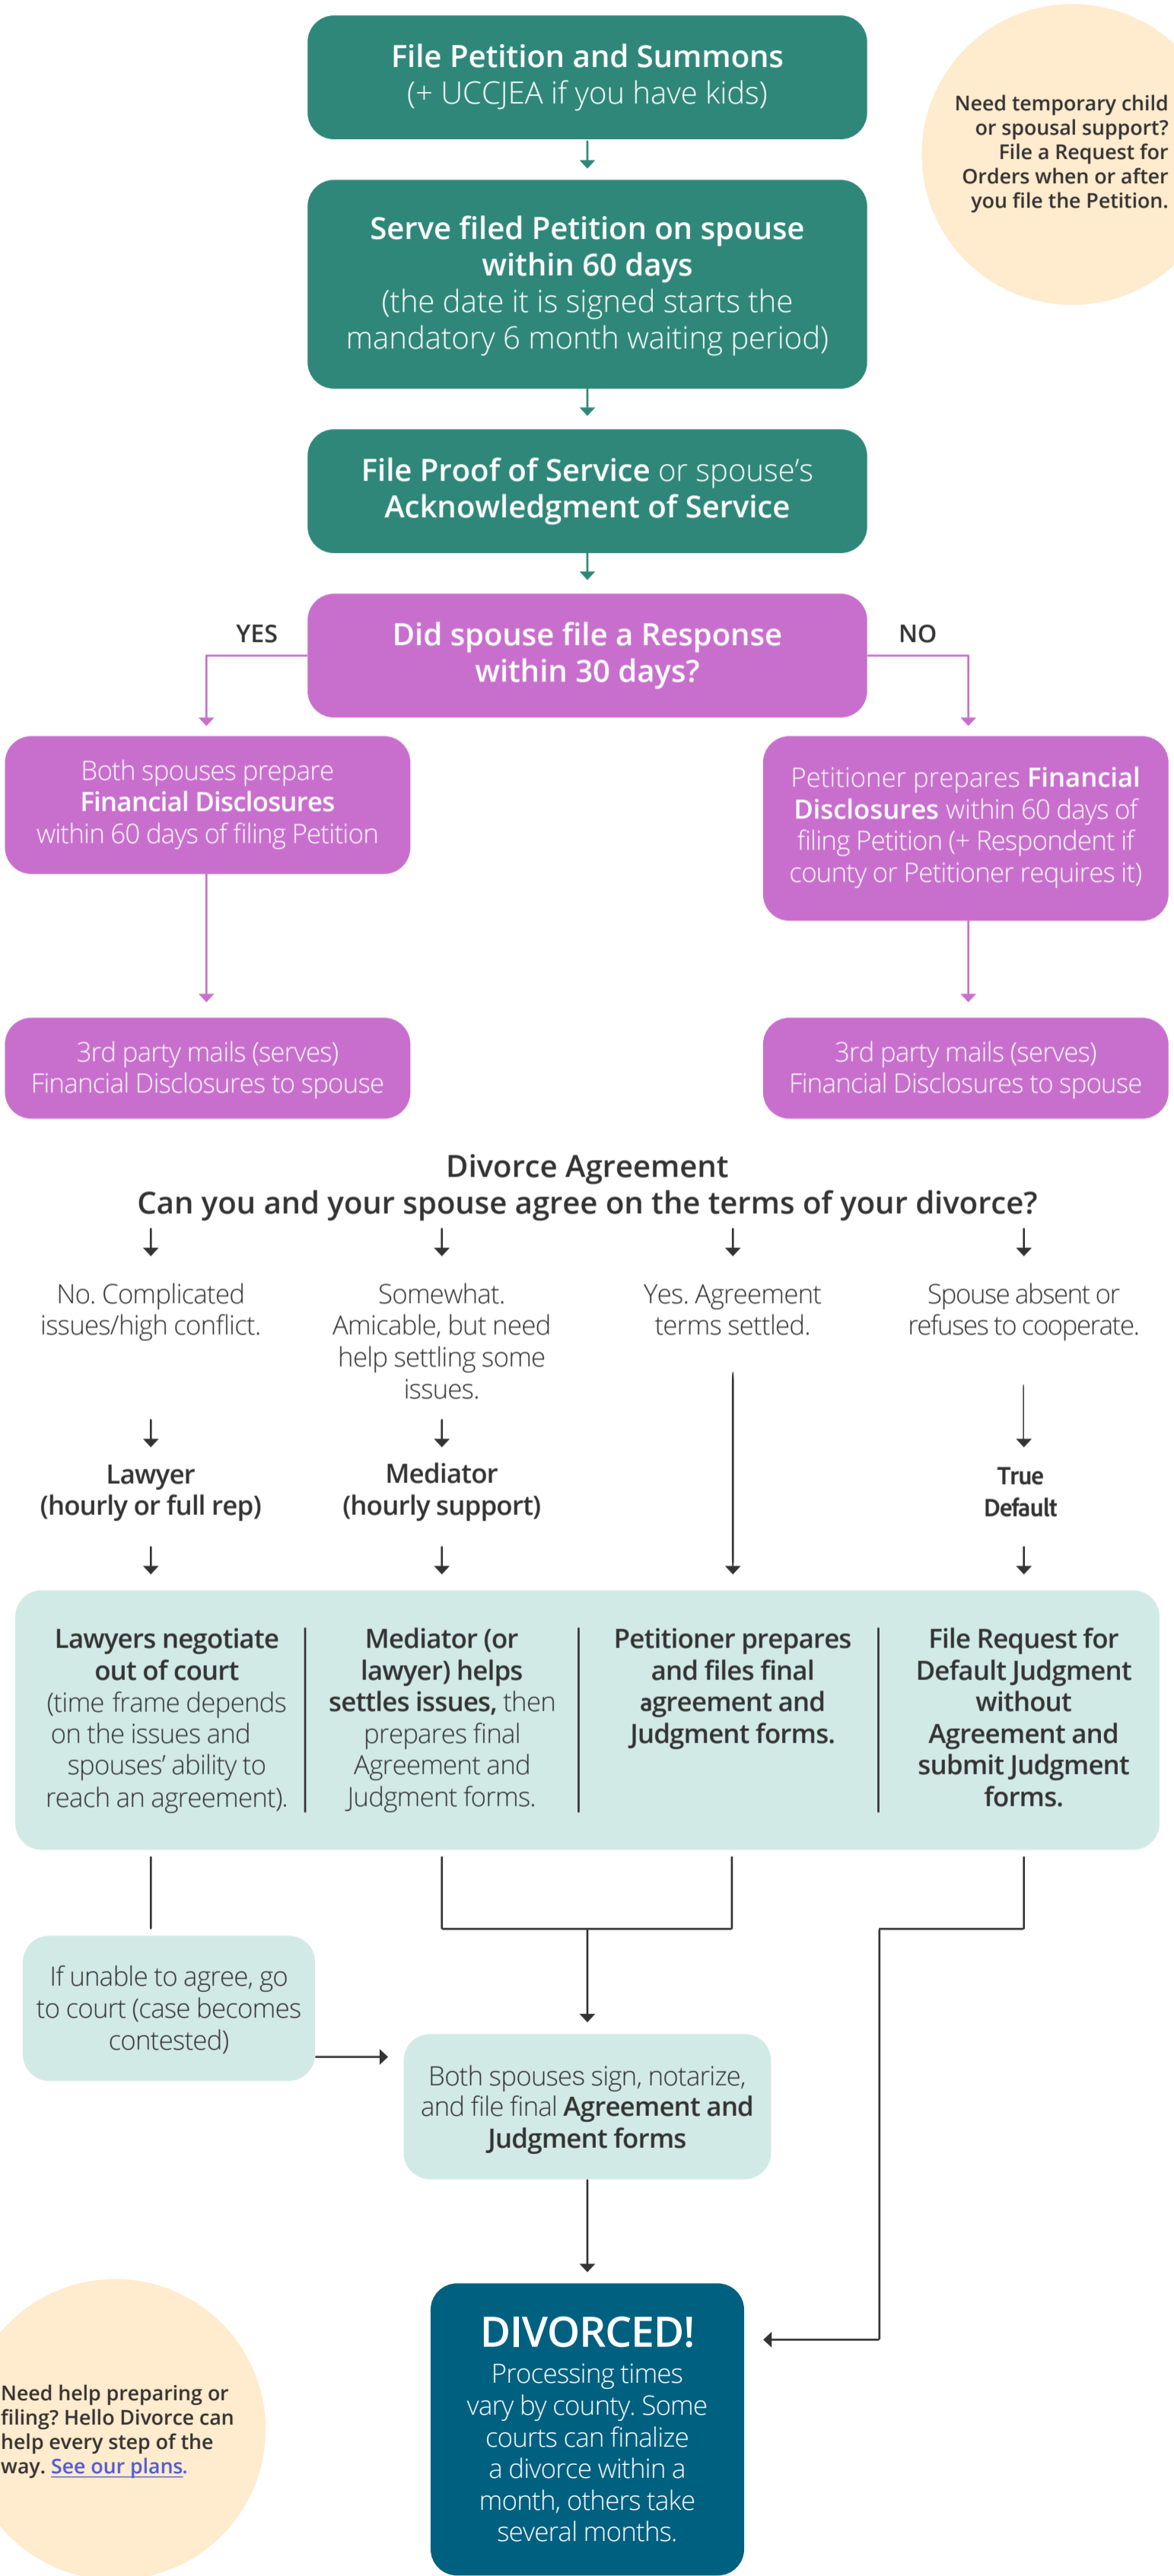 File Petition and Summons
(+ UCCJEA if you have kids)
Need temporary child
or spousal support?
File a Request for
Orders when or after
you file the Petition.
Serve filed Petition on spouse
within 60 days
(the date it is signed starts the
mandatory 6 month waiting period)
File Proof of Service or spouse’s
Acknowledgment of Service
Did spouse file a Response
within 30 days?
YES
NO
Both spouses prepare
Financial Disclosures
within 60 days of filing Petition
Petitioner prepares Financial
Disclosures within 60 days of
filing Petition (+ Respondent if
county or Petitioner requires it)
3rd party mails (serves)
Financial Disclosures to spouse
3rd party mails (serves)
Financial Disclosures to spouse
Divorce Agreement
Can you and your spouse agree on the terms of your divorce?
No. Complicated
issues/high conflict.
Somewhat.
Amicable, but need
help settling some
issues.
Yes. Agreement
terms settled.
Spouse absent or
refuses to cooperate.
Lawyer
(hourly or full rep)
Mediator
(hourly support)
True
Default
Lawyers negotiate
out of court
(time frame depends
on the issues and
spouses’ ability to
reach an agreement).
Mediator (or
lawyer) helps
settles issues, then
prepares final
Agreement and
Judgment forms.
Petitioner prepares
and files final
agreement and
Judgment forms.
File Request for
Default Judgment
without
Agreement and
submit Judgment
forms.
If unable to agree, go
to court (case becomes
contested)
Both spouses sign, notarize,
and file final Agreement and
Judgment forms
DIVORCED!
Processing times
vary by county. Some
courts can finalize
a divorce within a
month, others take
several months.
Need help preparing or
filing? Hello Divorce can
help every step of the
way. See our plans.